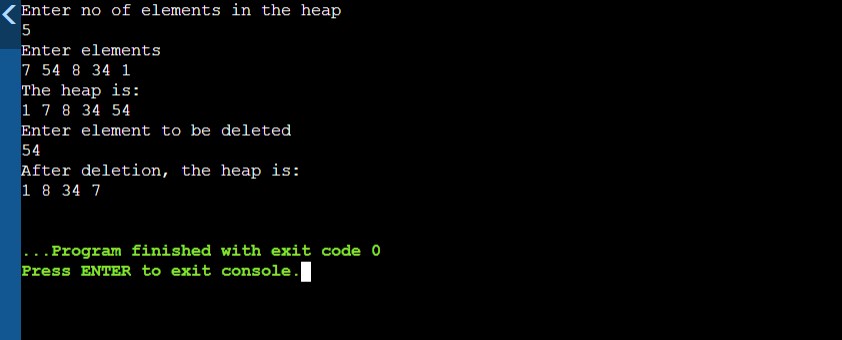 Enter no of elements in the heap
5
Enter elements
7 54 8 34 1
The heap is:
1 7 8 34 54
Enter element to be deleted
54
After deletion, the heap is:
1 8 34 7
...Program finished with exit code 0
Press ENTER to exit console.